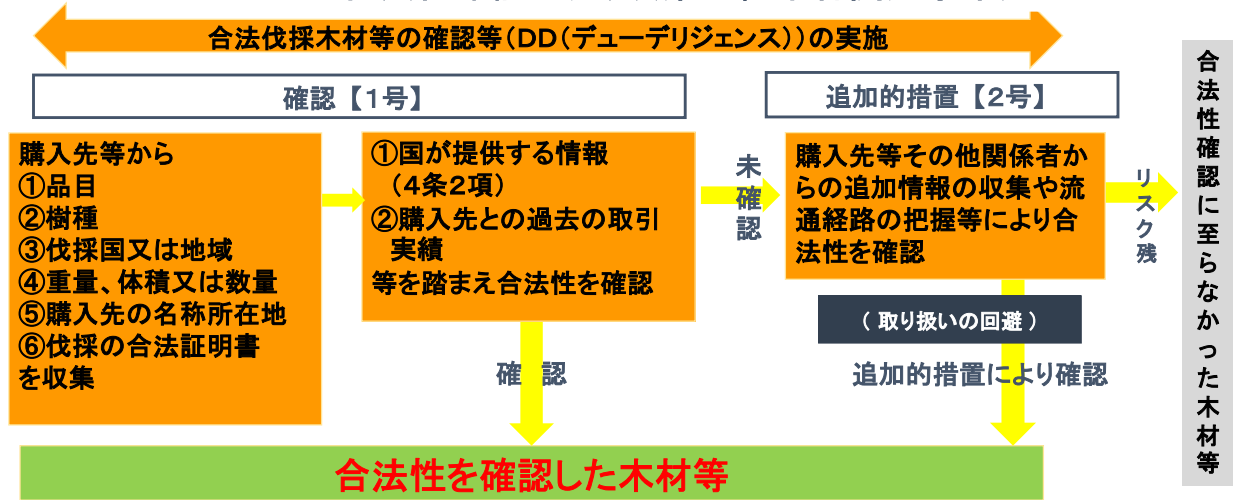 合法伐採木材等の確認等(DD(デューデリジェンス))の実施
確認【１号】
追加的措置【２号】
購入先等から
①品目
②樹種
③伐採国又は地域
④重量、体積又は数量
⑤購入先の名称所在地
⑥伐採の合法証明書
を収集
①国が提供する情報
(４条２項)
②購入先との過去の取引
実績
等を踏まえ合法性を確認
未確認
購入先等その他関係者か
らの追加情報の収集や流
通経路の把握等により合
法性を確認
リスク残
(取り扱いの回避)
確認
追加的措置により確認
合法性を確認した木材等
合法性確認に至らなかった木材等